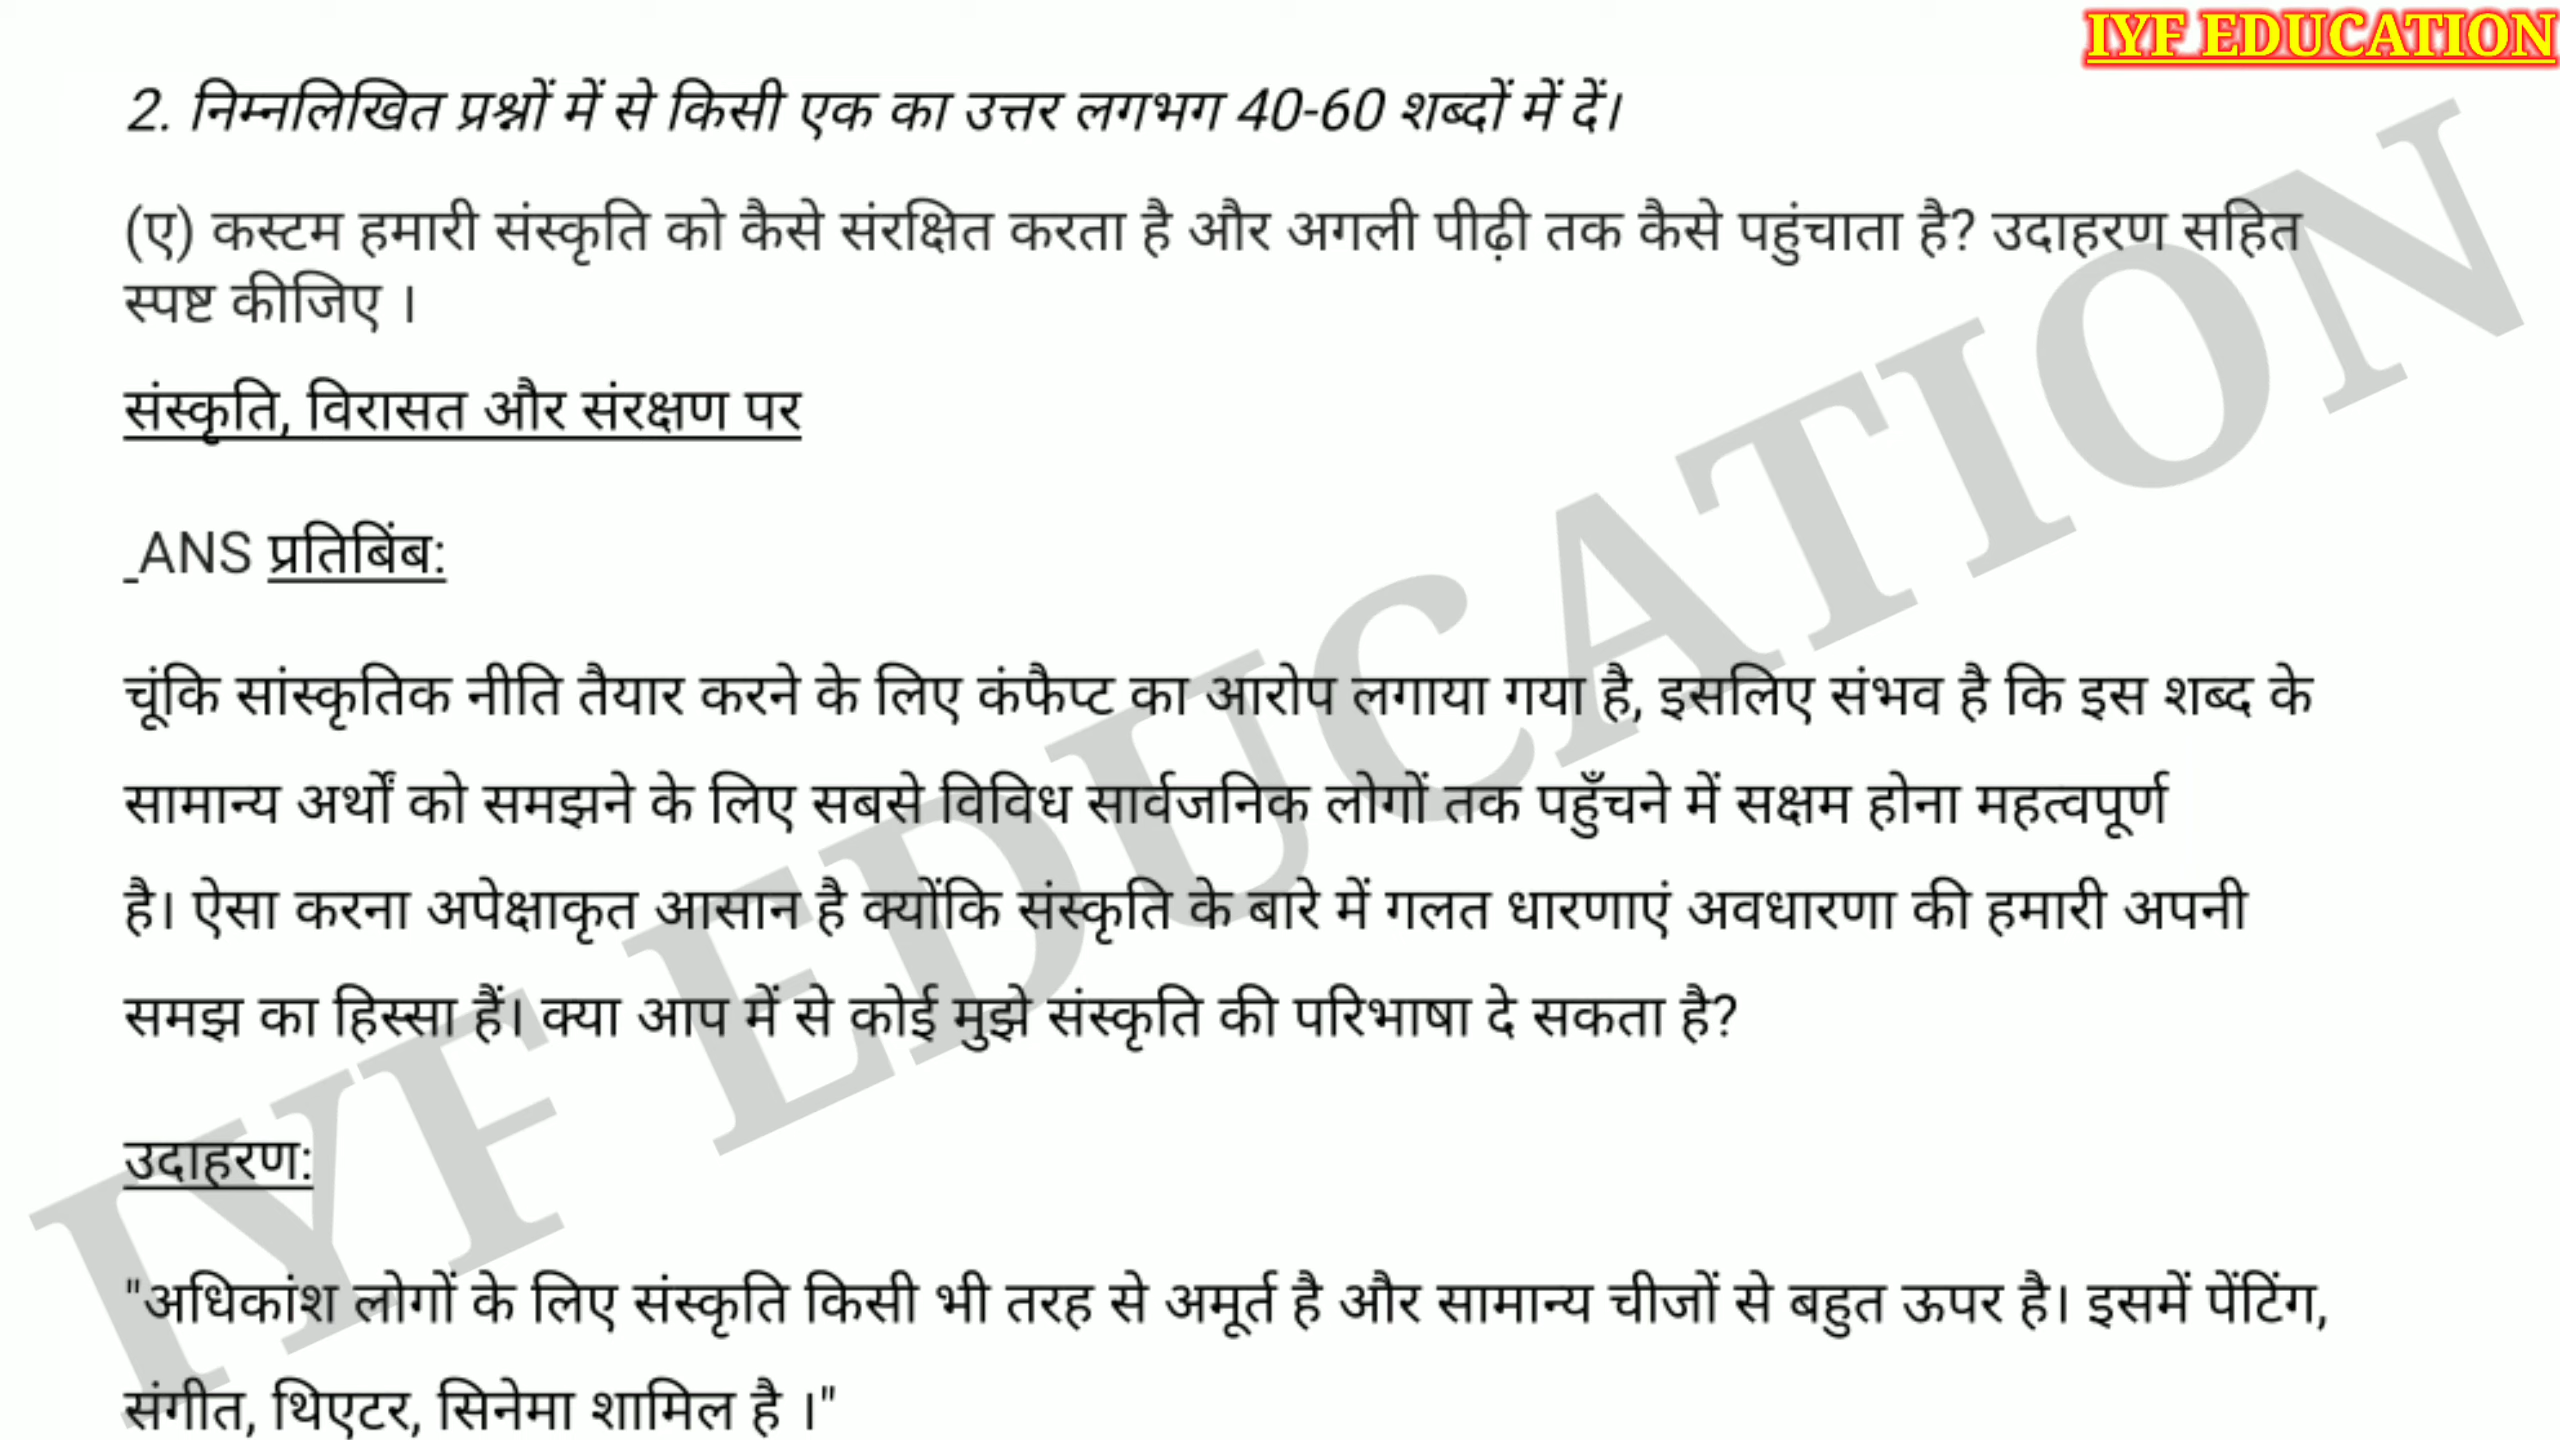 IYF EDUCATION
2. निम्नलिखित प्रश्नों में से किसी एक का उत्तर लगभग 40-60 शब्दों में दें।
(ए) कस्टम हमारी संस्कृति को कैसे संरक्षित करता है और अगली पीढ़ी तक कैसे पहुंचाता है? उदाहरण सहित
स्पष्ट कीजिए ।
संस्कृति, विरासत और संरक्षण पर
_ANS प्रतिबिंब:
चूंकि सांस्कृतिक नीति तैयार करने के लिए कंफैप्ट का आरोप लगाया गया है, इसलिए संभव है कि इस शब्द के
सामान्य अर्थों को समझने के लिए सबसे विविध सार्वजनिक लोगों तक पहुँचने में सक्षम होना महत्वपूर्ण
है। ऐसा करना अपेक्षाकृत आसान है क्योंकि संस्कृति के बारे में गलत धारणाएं अवधारणा की हमारी अपनी
समझ का हिस्सा हैं। क्या आप में से कोई मुझे संस्कृति की परिभाषा दे सकता है?
उदाहरण:
"अधिकांश लोगों के लिए संस्कृति किसी भी तरह से अमूर्त है और सामान्य चीजों से बहुत ऊपर है। इसमें पेंटिंग,
संगीत, थिएटर, सिनेमा शामिल है ।"
IYF EDUCATION